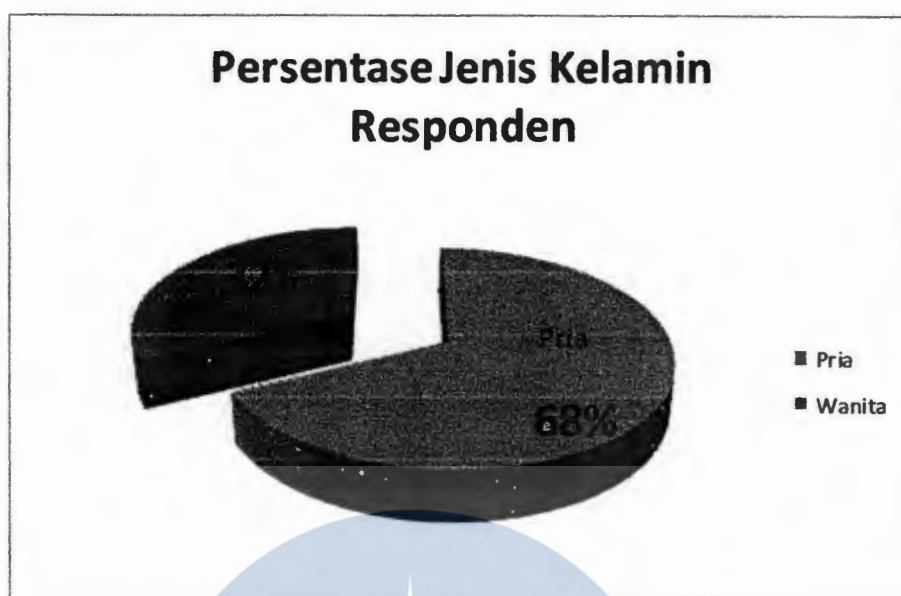 Persentase Jenis Kelamin
Responden
Pria
68%
Pria
Wanita